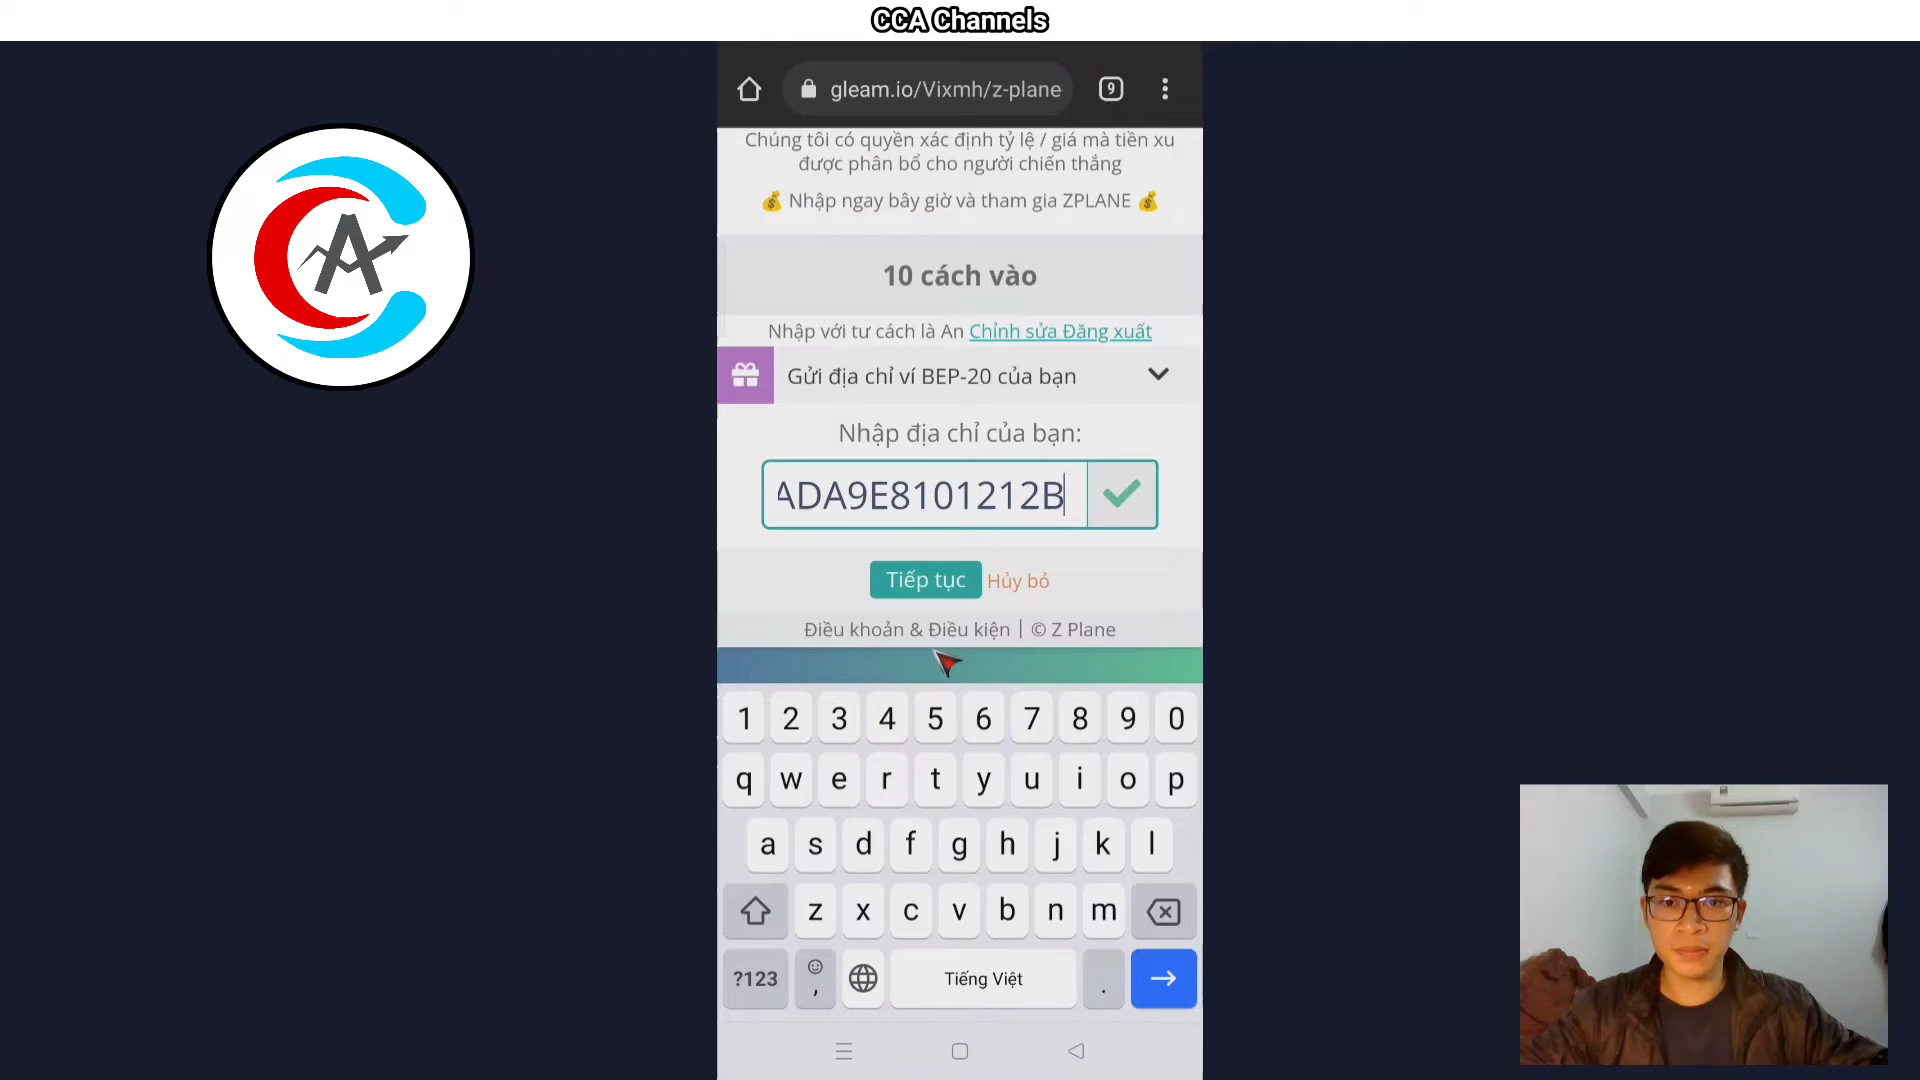 CCA Channels
gleam.io/Vixmh/z-plane
9
Chúng tôi có quyền xác định tỷ lệ / giá mà tiền xu
được phân bổ cho người chiến thắng
💰 Nhập ngay bây giờ và tham gia ZPLANE 💰
10 cách vào
Nhập với tư cách là An Chỉnh sửa Đăng xuất
Gửi địa chỉ ví BEP-20 của bạn
Nhập địa chỉ của bạn:
ADA9E8101212B
Tiếp tục Hủy bỏ
Điều khoản & Điều kiện | © Z Plane
1 2 3 4 5 6 7 8 9 0
q w e r t y u i o p
a s d f g h j k l
z x c v b n m
?123 , Tiếng Việt .